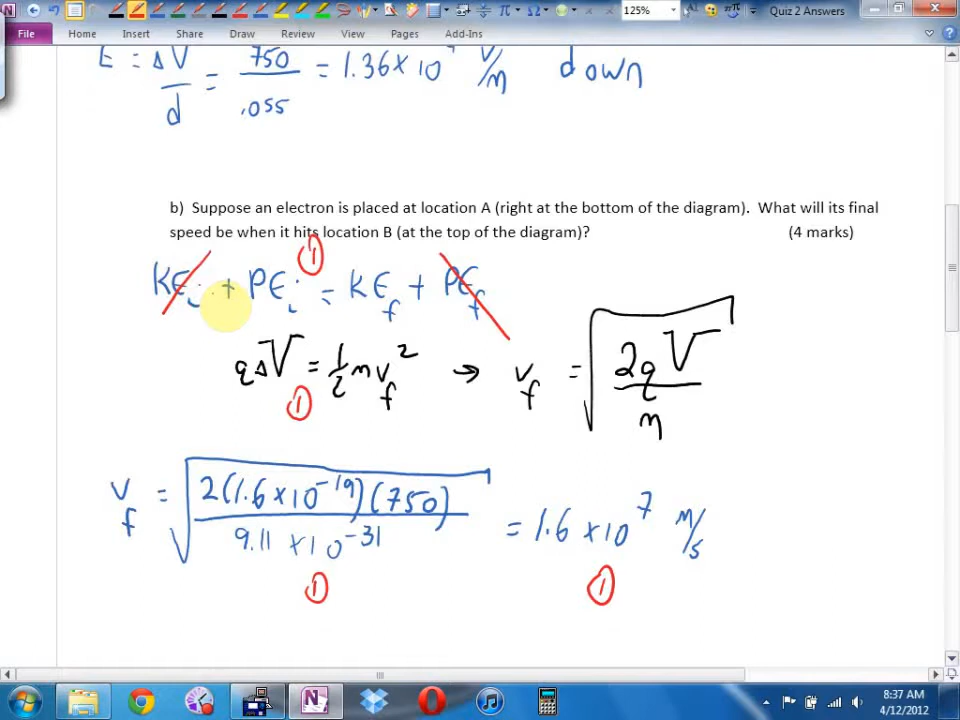 125% Quiz 2 Answers
File Home Insert Share Draw Review View Pages Add-Ins
E = ΔV/d = 750/.055 = 1.36 x 10 V/m down
b) Suppose an electron is placed at location A (right at the bottom of the diagram). What will its final
speed be when it hits location B (at the top of the diagram)? (4 marks)
KEi + PEi = KEf + PEf ①
qΔV = ½mvf² → vf = √(2qV/m)
①
vf = √(2(1.6x10⁻¹⁹)(750)/9.11x10⁻³¹) = 1.6x10⁷ m/s
① ①
8:37 AM
4/12/2012